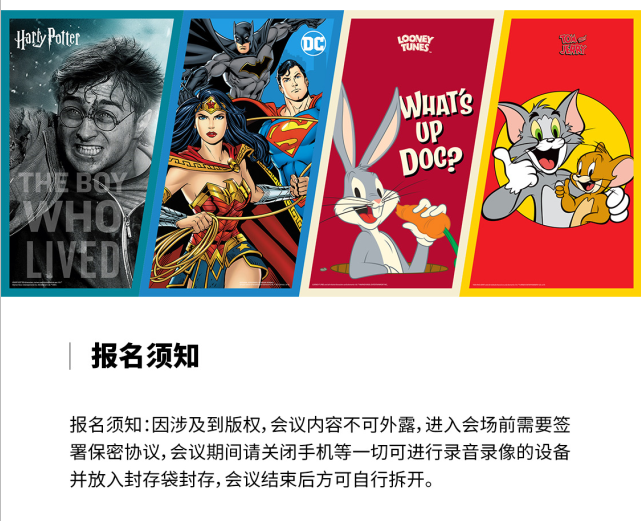 Harry Potter
THE BOY
WHO
LIVED
DC
LOONEY
TUNES
WHAT'S
UP
DOC?
TOM and
JERRY
报名须知
报名须知：因涉及到版权，会议内容不可外露，进入会场前需要签
署保密协议，会议期间请关闭手机等一切可进行录音录像的设备
并放入封存袋封存，会议结束后方可自行拆开。